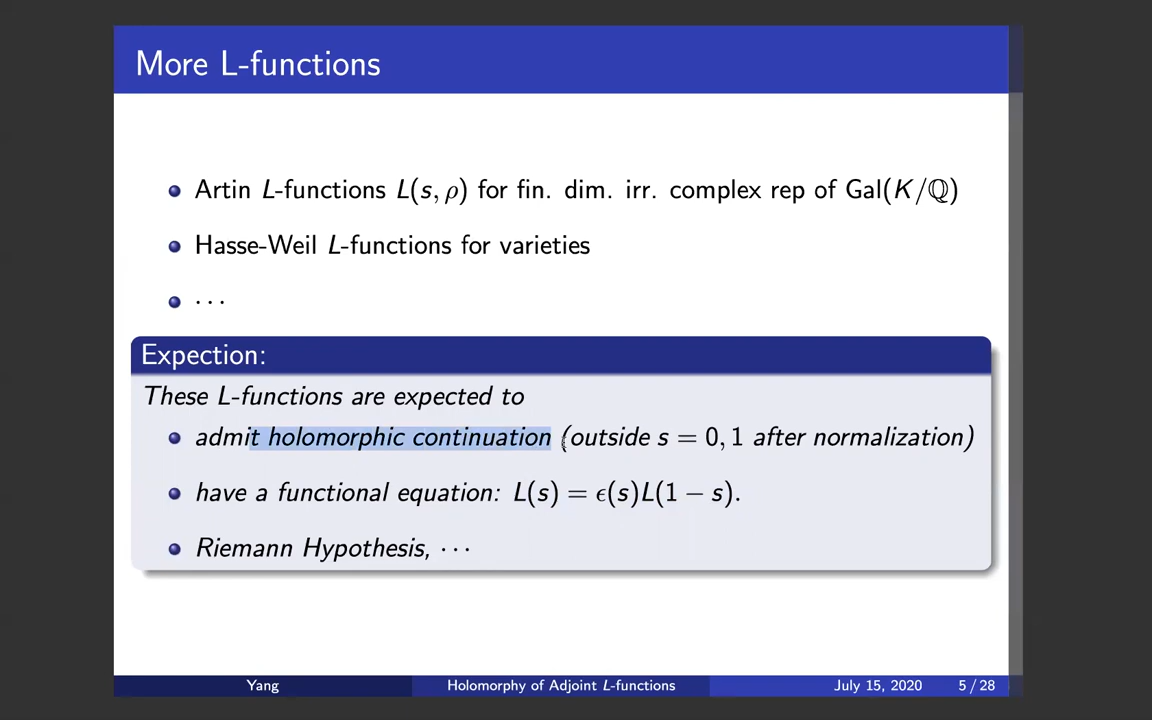 More L-functions
Artin L-functions L(s, ρ) for fin. dim. irr. complex rep of Gal(K/ℚ)
Hasse-Weil L-functions for varieties
· · ·
Expection:
These L-functions are expected to
admit holomorphic continuation (outside s = 0, 1 after normalization)
have a functional equation: L(s) = ϵ(s)L(1 − s).
Riemann Hypothesis, · · ·
Yang Holomorphy of Adjoint L-functions July 15, 2020 5 / 28